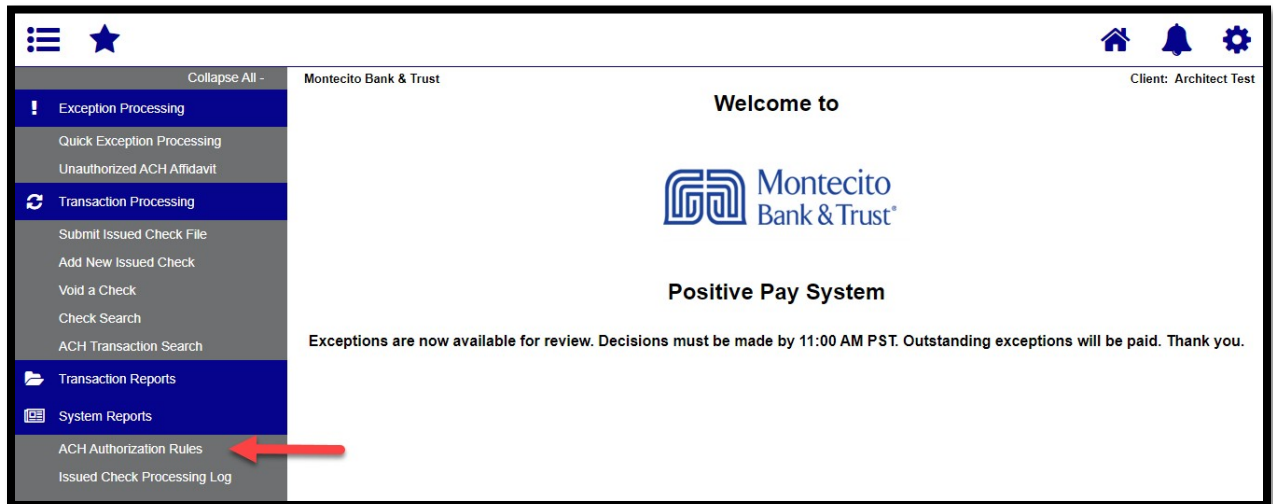 Collapse All -
Montecito Bank & Trust
Client: Architect Test
Exception Processing
Quick Exception Processing
Unauthorized ACH Affidavit
Transaction Processing
Submit Issued Check File
Add New Issued Check
Void a Check
Check Search
ACH Transaction Search
Transaction Reports
System Reports
ACH Authorization Rules
Issued Check Processing Log
Welcome to
Montecito
Bank & Trust®
Positive Pay System
Exceptions are now available for review. Decisions must be made by 11:00 AM PST. Outstanding exceptions will be paid. Thank you.